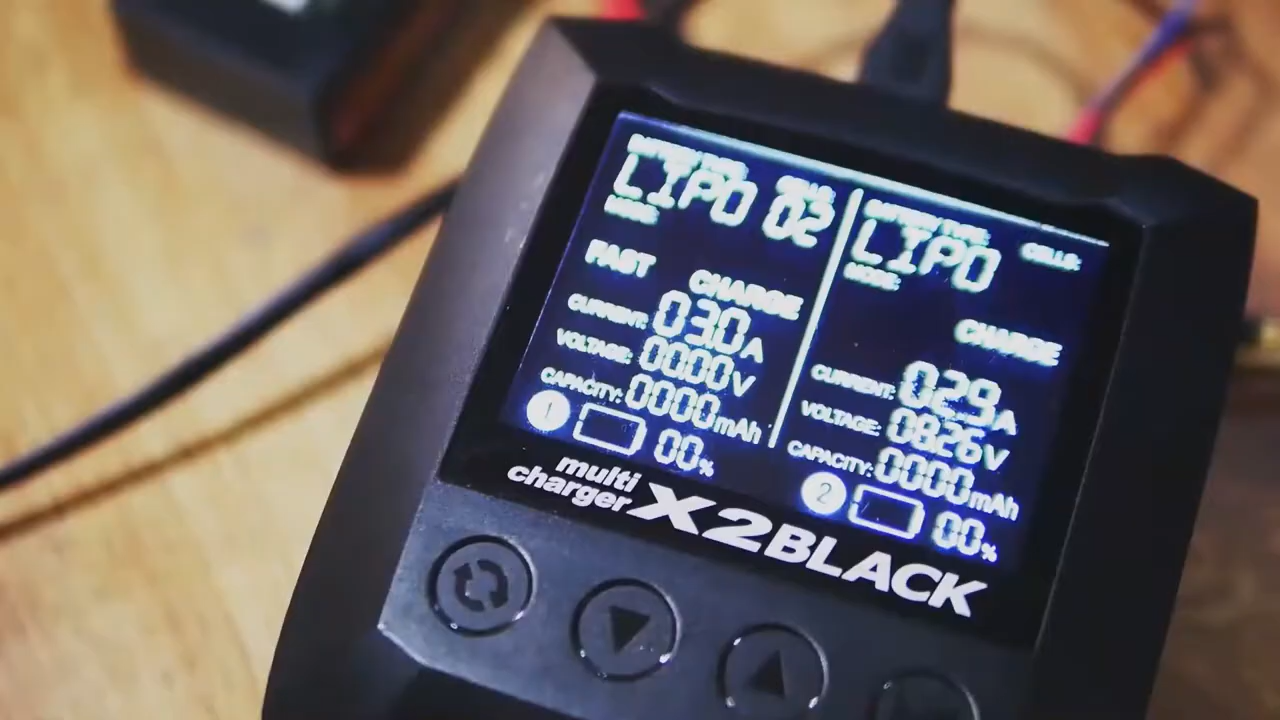 BATTERY TYPE: CELLS:
LIPO 02
MODE:
FAST
CHARGE
CURRENT: 03.0A
VOLTAGE: 00.00V
CAPACITY: 0000mAh
1 00%
BATTERY TYPE: CELLS:
LIPO
MODE:
CHARGE
CURRENT: 02.9A
VOLTAGE: 08.26V
CAPACITY: 0000mAh
2 00%
multi
charger X2BLACK